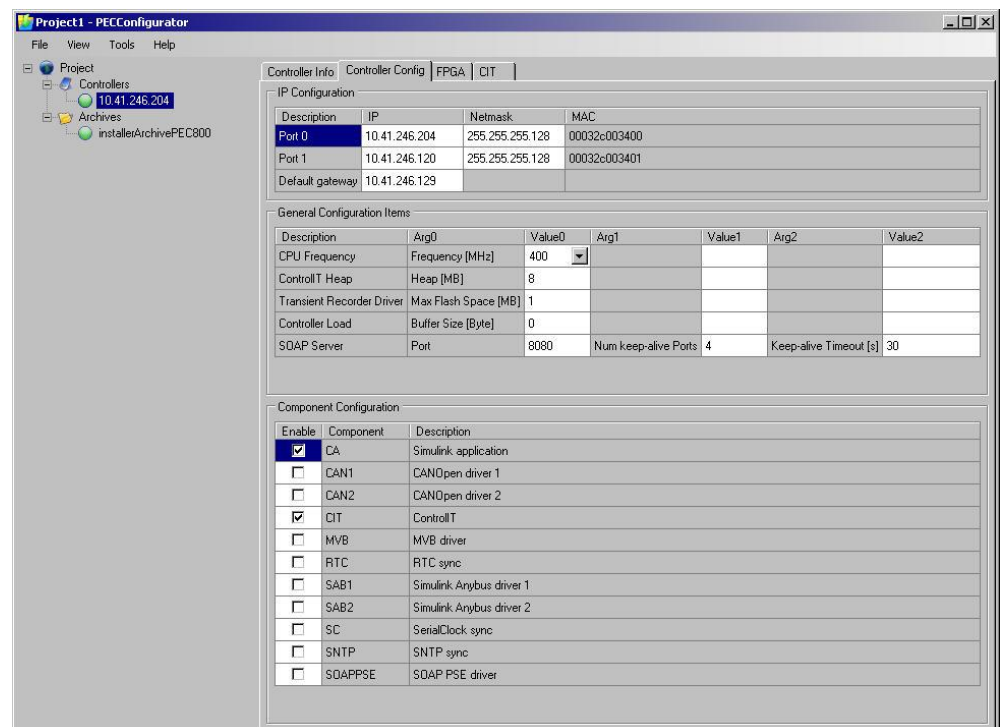 Project1 - PECConfigurator
File View Tools Help
Project
Controllers
10.41.246.204
Archives
installerArchivePEC800
Controller Info Controller Config FPGA CIT
IP Configuration
Description IP Netmask MAC
Port 0 10.41.246.204 255.255.255.128 00032c003400
Port 1 10.41.246.120 255.255.255.128 00032c003401
Default gateway 10.41.246.129
General Configuration Items
Description Arg0 Value0 Arg1 Value1 Arg2 Value2
CPU Frequency Frequency [MHz] 400
ControlIT Heap Heap [MB] 8
Transient Recorder Driver Max Flash Space [MB] 1
Controller Load Buffer Size [Byte] 0
SOAP Server Port 8080 Num keep-alive Ports 4 Keep-alive Timeout [s] 30
Component Configuration
Enable Component Description
CA Simulink application
CAN1 CANOpen driver 1
CAN2 CANOpen driver 2
CIT ControlIT
MVB MVB driver
RTC RTC sync
SAB1 Simulink Anybus driver 1
SAB2 Simulink Anybus driver 2
SC SerialClock sync
SNTP SNTP sync
SOAPPSE SOAP PSE driver